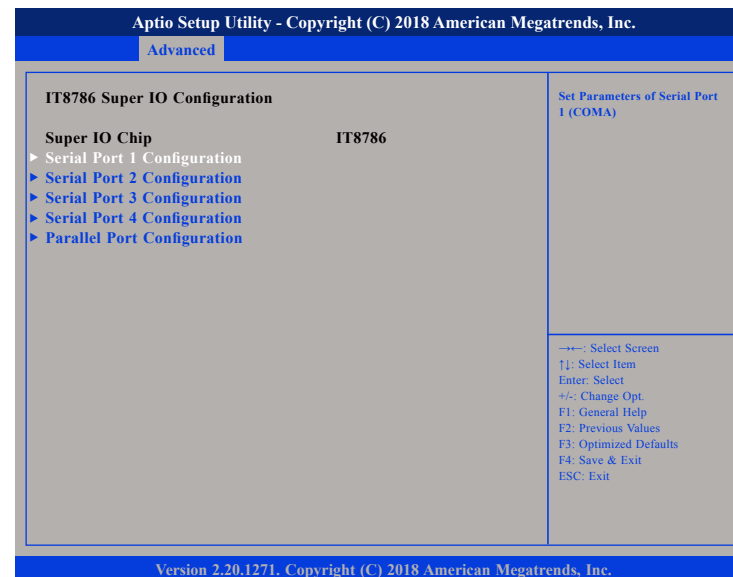 Aptio Setup Utility - Copyright (C) 2018 American Megatrends, Inc.
Advanced
IT8786 Super IO Configuration
Super IO Chip IT8786
► Serial Port 1 Configuration
► Serial Port 2 Configuration
► Serial Port 3 Configuration
► Serial Port 4 Configuration
► Parallel Port Configuration
Set Parameters of Serial Port
1 (COMA)
→←: Select Screen
↑↓: Select Item
Enter: Select
+/-: Change Opt.
F1: General Help
F2: Previous Values
F3: Optimized Defaults
F4: Save & Exit
ESC: Exit
Version 2.20.1271. Copyright (C) 2018 American Megatrends, Inc.